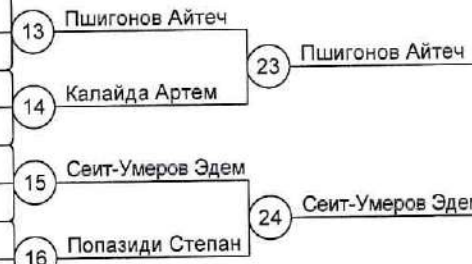 13 Пшигонов Айтеч
23 Пшигонов Айтеч
14 Калайда Артем
15 Сеит-Умеров Эдем
24 Сеит-Умеров Эдем
16 Попазиди Степан